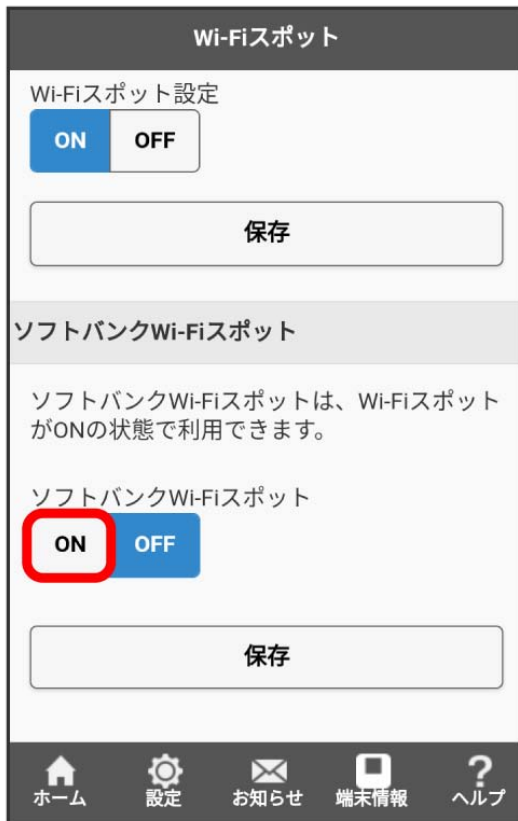 Wi-Fiスポット
Wi-Fiスポット設定
ON OFF
保存
ソフトバンクWi-Fiスポット
ソフトバンクWi-Fiスポットは、Wi-Fiスポット
がONの状態で利用できます。
ソフトバンクWi-Fiスポット
ON OFF
保存
ホーム 設定 お知らせ 端末情報 ?ヘルプ